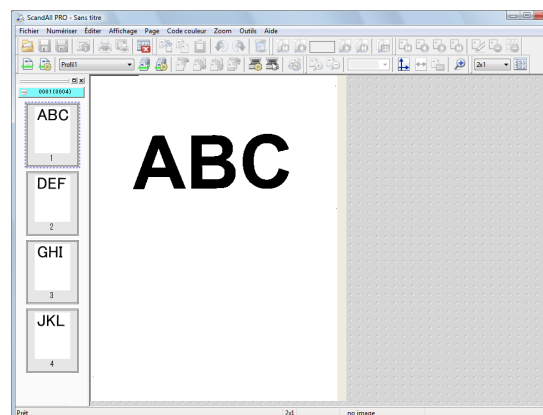 ScandAll PRO - Sans titre
Fichier Numériser Éditer Affichage Page Code couleur Zoom Outils Aide
Profil1 2x1
0001(0004)
ABC
1
DEF
2
GHI
3
JKL
4
ABC
Prêt 2x1 no image